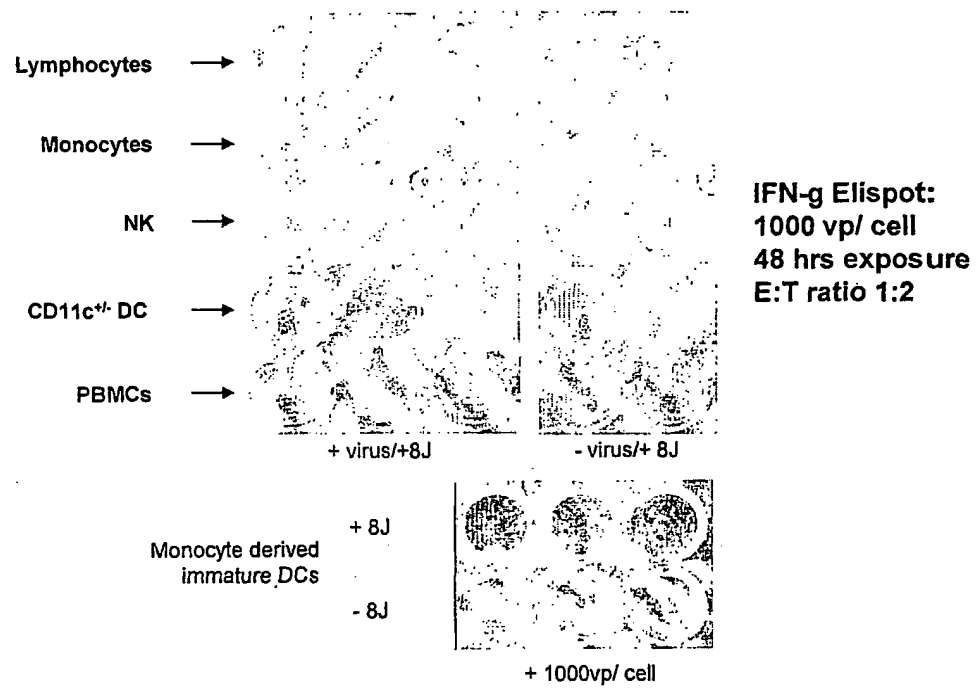 Lymphocytes
Monocytes
NK
CD11c+/- DC
PBMCs
+ virus/+8J
- virus/+ 8J
IFN-g Elispot:
1000 vp/ cell
48 hrs exposure
E:T ratio 1:2
Monocyte derived
immature DCs
+ 8J
- 8J
+ 1000vp/ cell